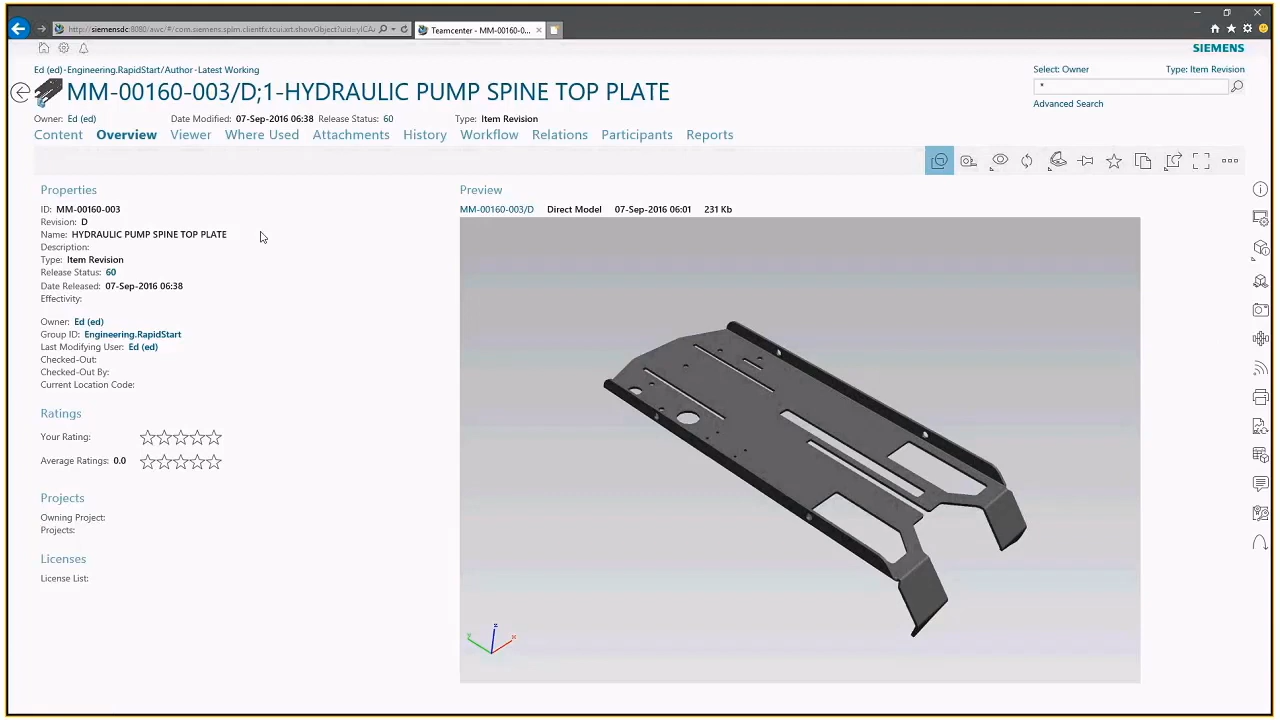 http://siemensdc:8080/awc/#/com.siemens.splm.clientfx.tcui.xrt.showObject?uid=yICA
Teamcenter - MM-00160-0...
SIEMENS
Ed (ed)-Engineering.RapidStart/Author-Latest Working
Select: Owner
Type: Item Revision
MM-00160-003/D;1-HYDRAULIC PUMP SPINE TOP PLATE
*
Advanced Search
Owner: Ed (ed) Date Modified: 07-Sep-2016 06:38 Release Status: 60 Type: Item Revision
Content Overview Viewer Where Used Attachments History Workflow Relations Participants Reports
Properties
ID: MM-00160-003
Revision: D
Name: HYDRAULIC PUMP SPINE TOP PLATE
Description:
Type: Item Revision
Release Status: 60
Date Released: 07-Sep-2016 06:38
Effectivity:
Owner: Ed (ed)
Group ID: Engineering.RapidStart
Last Modifying User: Ed (ed)
Checked-Out:
Checked-Out By:
Current Location Code:
Ratings
Your Rating:
Average Ratings: 0.0
Projects
Owning Project:
Projects:
Licenses
License List:
Preview
MM-00160-003/D Direct Model 07-Sep-2016 06:01 231 Kb
z
y
x